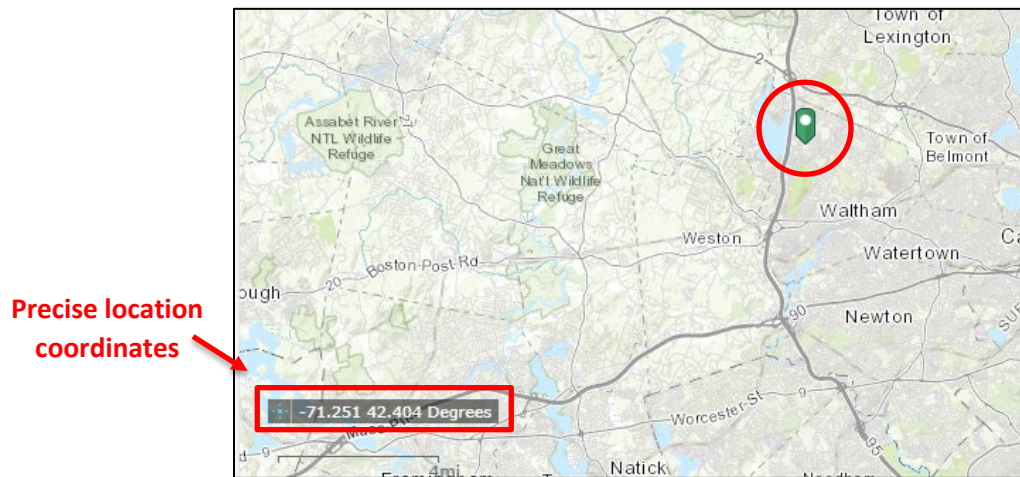 Town of
Lexington
2
Assabet River
NTL Wildlife
Refuge
Great
Meadows
Nat'l Wildlife
Refuge
Town of
Belmont
Waltham
Weston
Watertown
Boston-Post-Rd
20
ough
90
Newton
Precise location
coordinates
-71.251 42.404 Degrees
Worcester-St
9
95
9
4mi
Natick